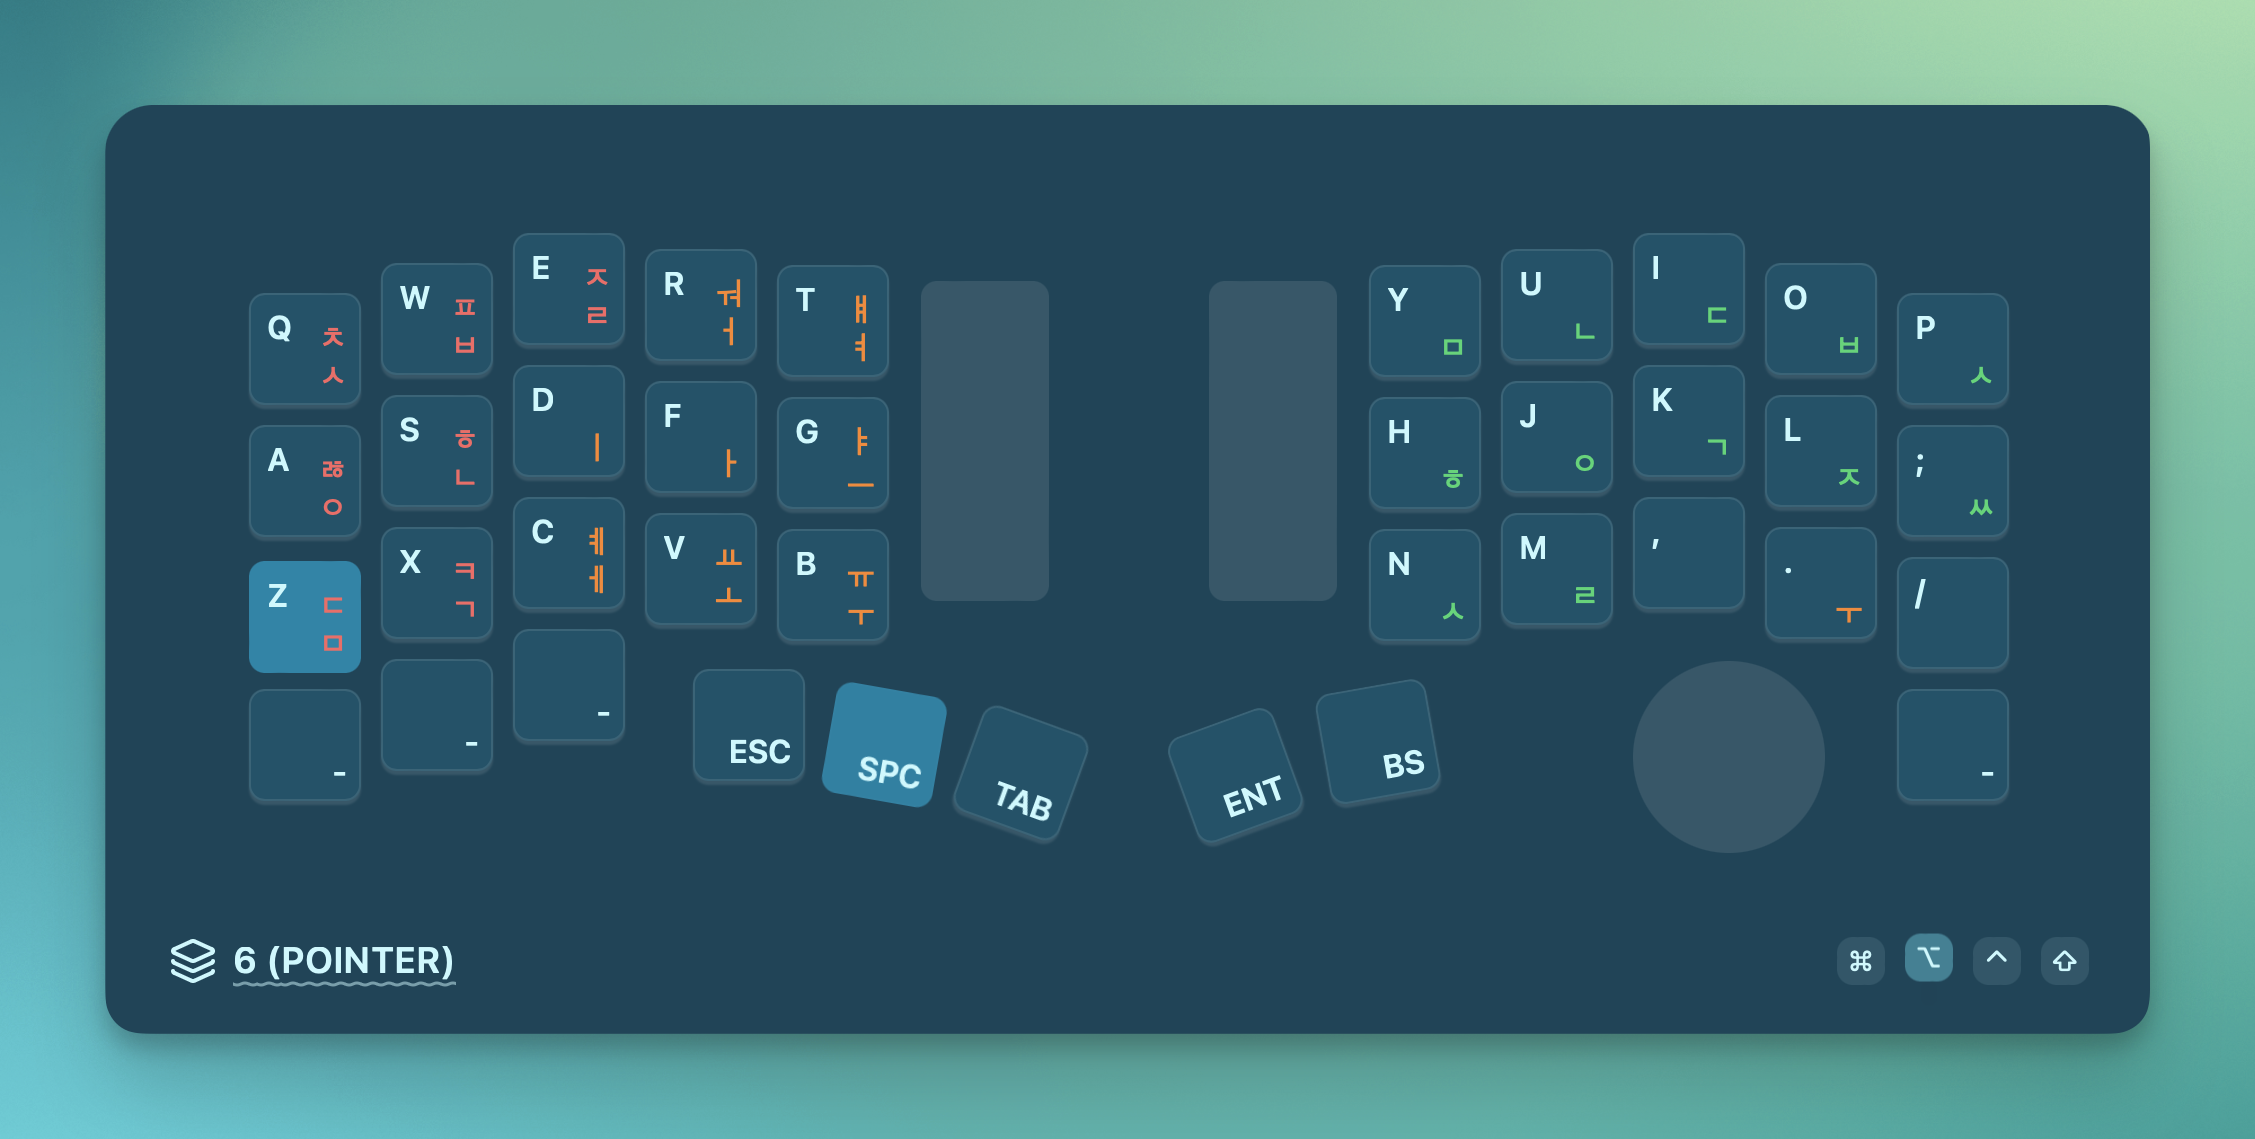 Q ㅊ ㅅ
W ㅍ ㅂ
E ㅈ ㄹ
R ㅝ ㅓ
T ㅒ ㅕ
Y ㅁ
U ㄴ
I ㄷ
O ㅂ
P ㅅ
A ㅀ ㅇ
S ㅎ ㄴ
D ㅣ
F ㅏ
G ㅑ ㅡ
H ㅎ
J ㅇ
K ㄱ
L ㅈ
; ㅆ
Z ㄷ ㅁ
X ㅋ ㄱ
C ㅖ ㅔ
V ㅛ ㅗ
B ㅠ ㅜ
N ㅅ
M ㄹ
,
. ㅜ
/
-
-
-
ESC
SPC
TAB
ENT
BS
-
6 (POINTER)
⌘ ⌥ ^ ⇧